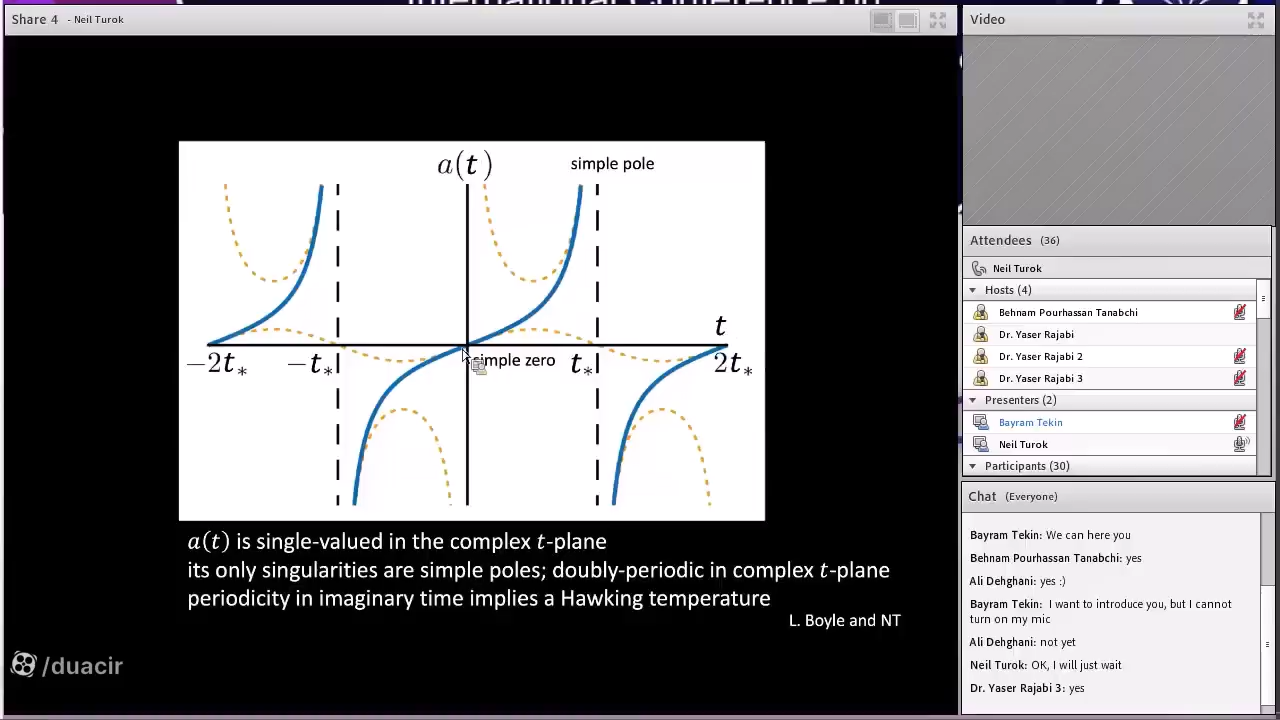 International Conference on
Share 4 - Neil Turok
a(t)
simple pole
t
−2t* −t* simple zero t* 2t*
a(t) is single-valued in the complex t-plane
its only singularities are simple poles; doubly-periodic in complex t-plane
periodicity in imaginary time implies a Hawking temperature
L. Boyle and NT
/duacir
Video
Attendees (36)
Neil Turok
Hosts (4)
Behnam Pourhassan Tanabchi
Dr. Yaser Rajabi
Dr. Yaser Rajabi 2
Dr. Yaser Rajabi 3
Presenters (2)
Bayram Tekin
Neil Turok
Participants (30)
Chat (Everyone)
Bayram Tekin: We can here you
Behnam Pourhassan Tanabchi: yes
Ali Dehghani: yes :)
Bayram Tekin: I want to introduce you, but I cannot
turn on my mic
Ali Dehghani: not yet
Neil Turok: OK, I will just wait
Dr. Yaser Rajabi 3: yes